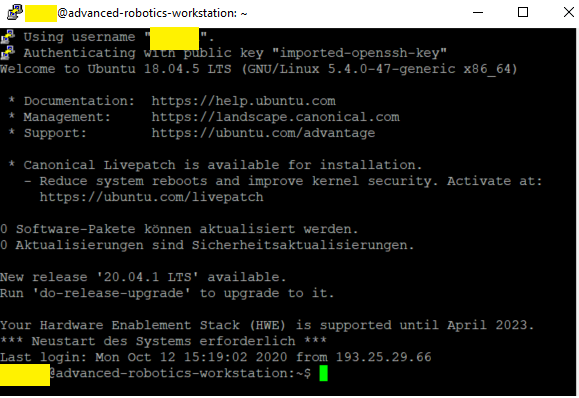 @advanced-robotics-workstation: ~
Using username "      ".
Authenticating with public key "imported-openssh-key"
Welcome to Ubuntu 18.04.5 LTS (GNU/Linux 5.4.0-47-generic x86_64)
* Documentation:  https://help.ubuntu.com
* Management:     https://landscape.canonical.com
* Support:        https://ubuntu.com/advantage
* Canonical Livepatch is available for installation.
- Reduce system reboots and improve kernel security. Activate at:
https://ubuntu.com/livepatch
0 Software-Pakete können aktualisiert werden.
0 Aktualisierungen sind Sicherheitsaktualisierungen.
New release '20.04.1 LTS' available.
Run 'do-release-upgrade' to upgrade to it.
Your Hardware Enablement Stack (HWE) is supported until April 2023.
*** Neustart des Systems erforderlich ***
Last login: Mon Oct 12 15:19:02 2020 from 193.25.29.66
@advanced-robotics-workstation:~$